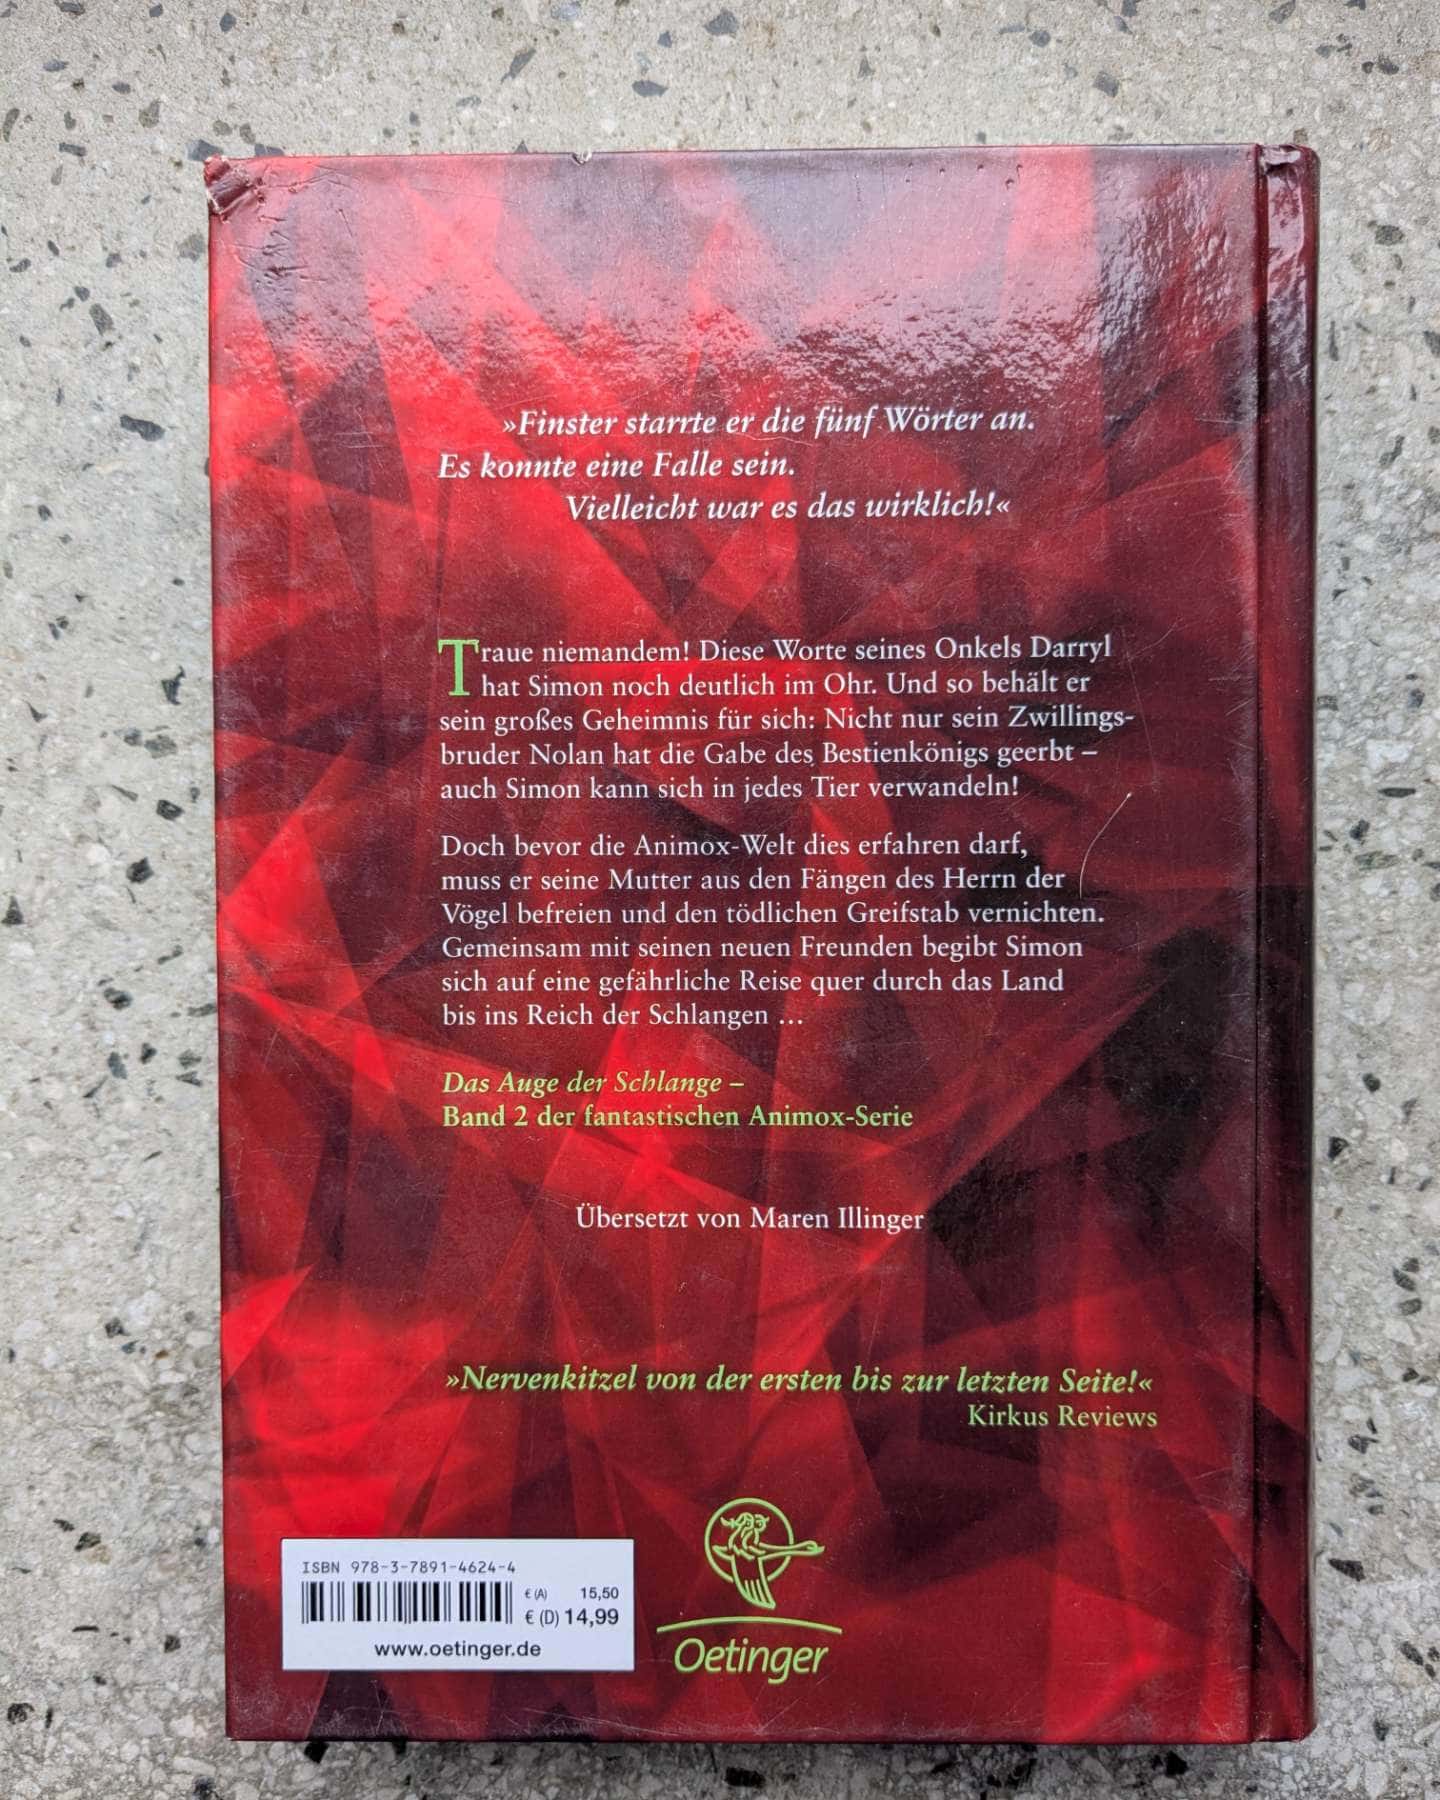 »Finster starrte er die fünf Wörter an.
Es konnte eine Falle sein.
Vielleicht war es das wirklich!«
Traue niemandem! Diese Worte seines Onkels Darryl
hat Simon noch deutlich im Ohr. Und so behält er
sein großes Geheimnis für sich: Nicht nur sein Zwillings-
bruder Nolan hat die Gabe des Bestienkönigs geerbt –
auch Simon kann sich in jedes Tier verwandeln!
Doch bevor die Animox-Welt dies erfahren darf,
muss er seine Mutter aus den Fängen des Herrn der
Vögel befreien und den tödlichen Greifstab vernichten.
Gemeinsam mit seinen neuen Freunden begibt Simon
sich auf eine gefährliche Reise quer durch das Land
bis ins Reich der Schlangen ...
Das Auge der Schlange –
Band 2 der fantastischen Animox-Serie
Übersetzt von Maren Illinger
»Nervenkitzel von der ersten bis zur letzten Seite!«
Kirkus Reviews
ISBN 978-3-7891-4624-4
€ (A) 15,50
€ (D) 14,99
www.oetinger.de
Oetinger